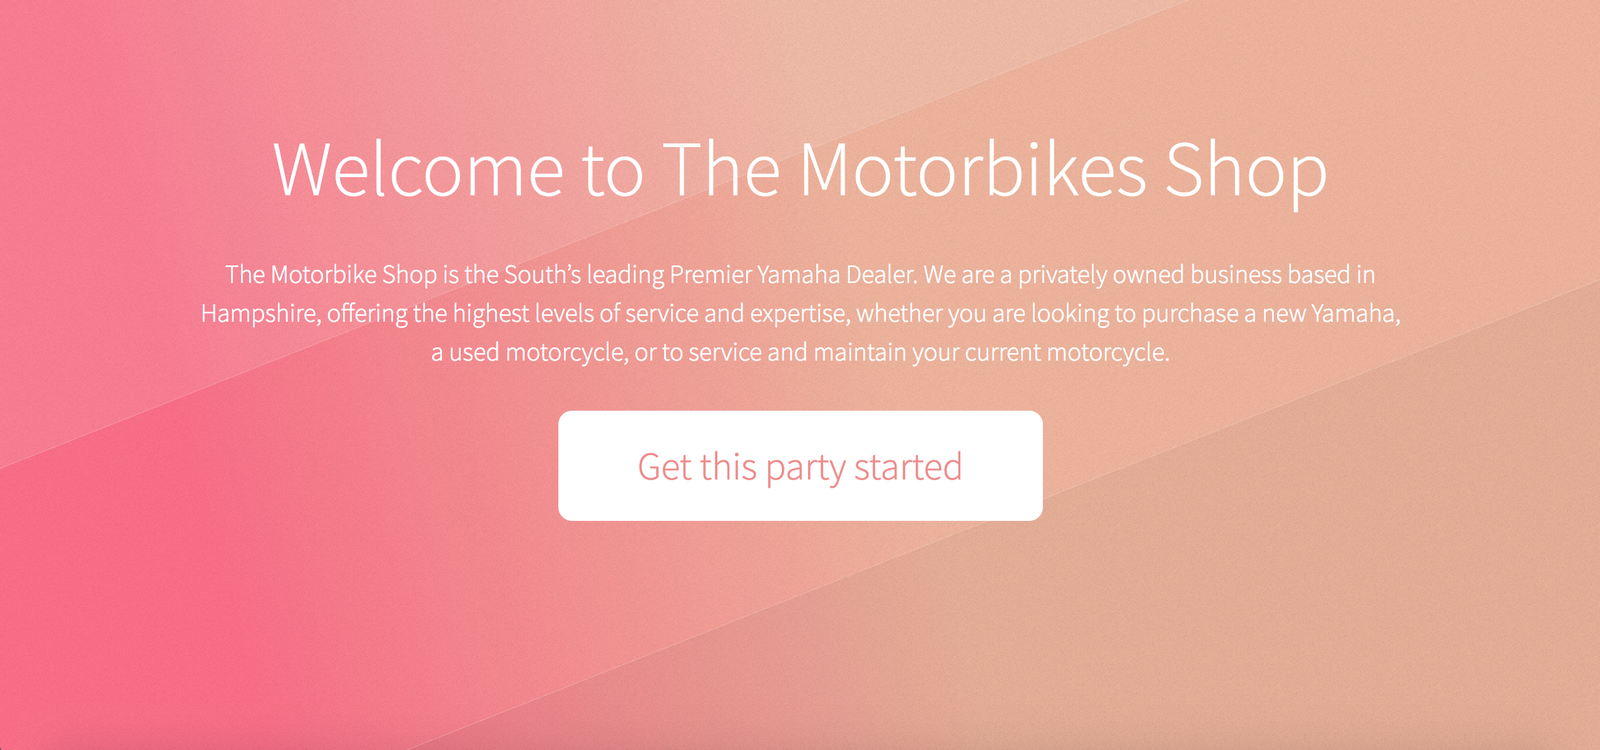 Welcome to The Motorbikes Shop
The Motorbike Shop is the South’s leading Premier Yamaha Dealer. We are a privately owned business based in
Hampshire, offering the highest levels of service and expertise, whether you are looking to purchase a new Yamaha,
a used motorcycle, or to service and maintain your current motorcycle.
Get this party started